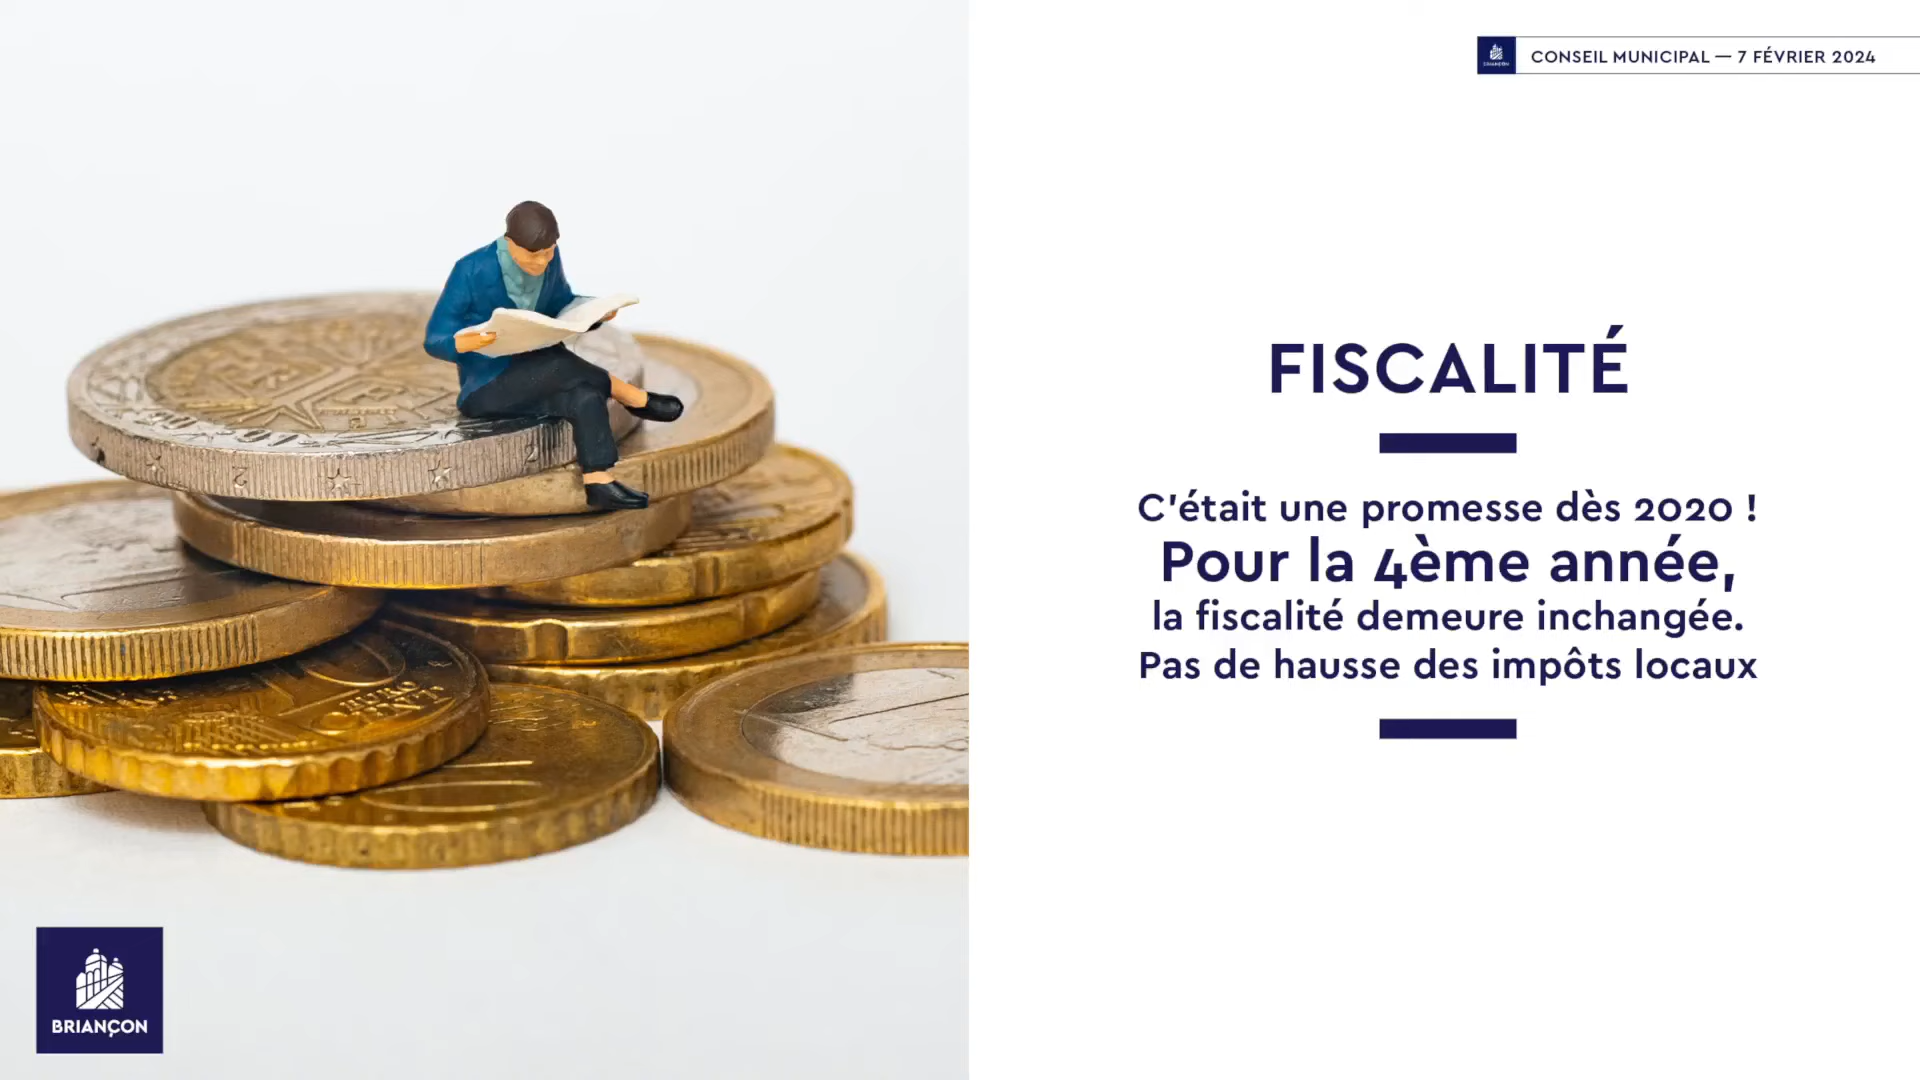 CONSEIL MUNICIPAL — 7 FÉVRIER 2024
FISCALITÉ
C'était une promesse dès 2020 !
Pour la 4ème année,
la fiscalité demeure inchangée.
Pas de hausse des impôts locaux
BRIANÇON